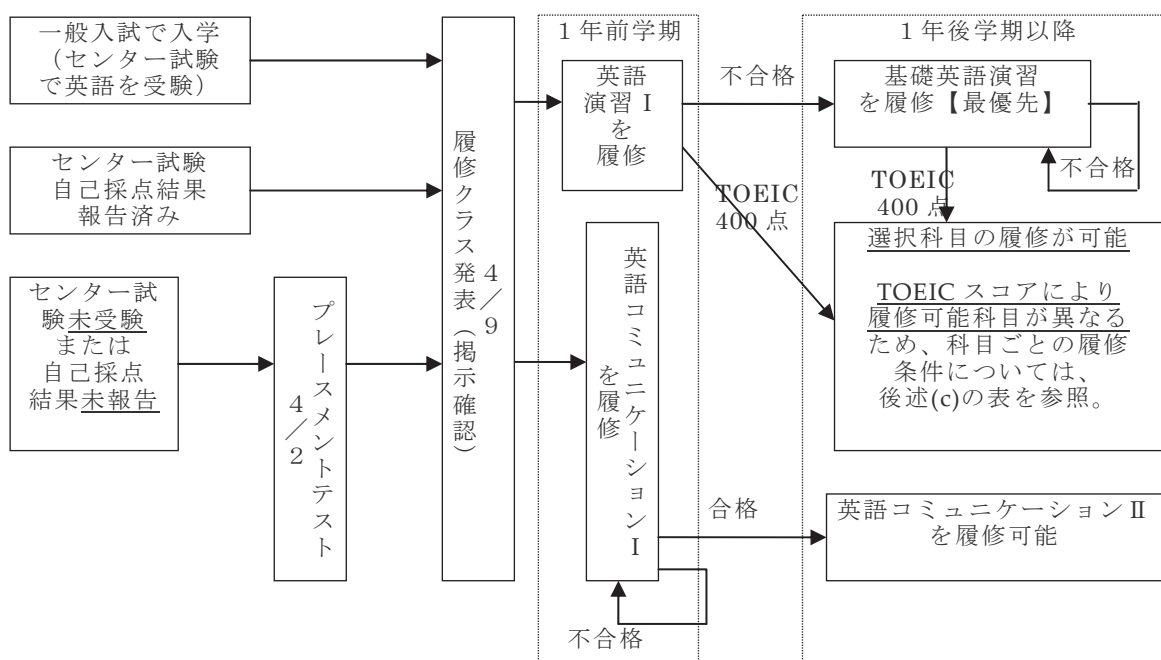 一般入試で入学
（センター試験
で英語を受験）
センター試験
自己採点結果
報告済み
センター試
験未受験
または
自己採点
結果未報告
プレースメントテスト
4／2
履修クラス発表（掲示確認）
4／9
1年前学期
英語
演習Ⅰ
を
履修
英語コミュニケーションⅠ
を履修
不合格
不合格
TOEIC
400 点
合格
1年後学期以降
基礎英語演習
を履修【最優先】
不合格
TOEIC
400 点
選択科目の履修が可能
TOEIC スコアにより
履修可能科目が異なる
ため、科目ごとの履修
条件については、
後述(c)の表を参照。
英語コミュニケーションⅡ
を履修可能